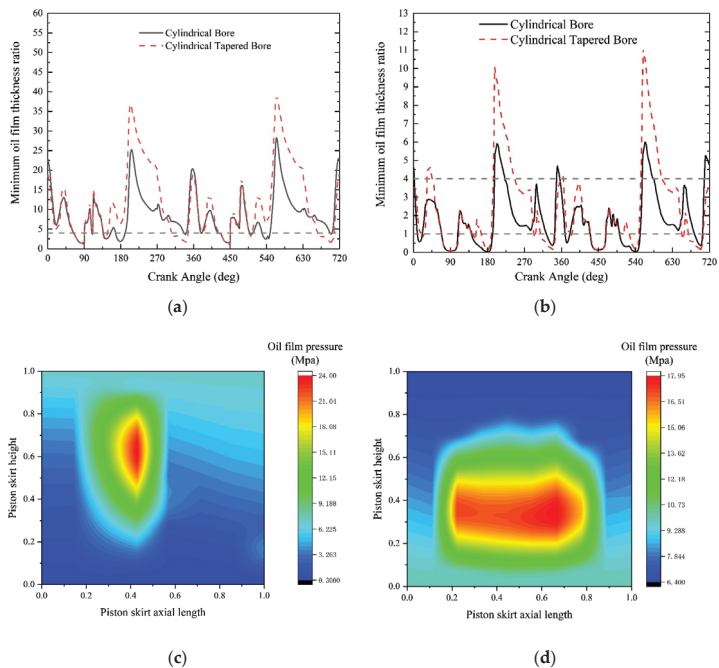 60
55
50
45
40
35
30
25
20
15
10
5
0
Minimum oil film thickness ratio
Cylindrical Bore
Cylindrical Tapered Bore
0 90 180 270 360 450 540 630 720
Crank Angle (deg)
(a)
13
12
11
10
9
8
7
6
5
4
3
2
1
0
Minimum oil film thickness ratio
Cylindrical Bore
Cylindrical Tapered Bore
0 90 180 270 360 450 540 630 720
Crank Angle (deg)
(b)
Oil film pressure
(Mpa)
1.0
0.8
0.6
0.4
0.2
0.0
Piston skirt height
24.00
21.04
18.08
15.11
12.15
9.188
6.225
3.263
0.3000
0.0 0.2 0.4 0.6 0.8 1.0
Piston skirt axial length
(c)
Oil film pressure
(Mpa)
1.0
0.8
0.6
0.4
0.2
0.0
Piston skirt height
17.95
16.51
15.06
13.62
12.18
10.73
9.288
7.844
6.400
0.0 0.2 0.4 0.6 0.8 1.0
Piston skirt axial length
(d)